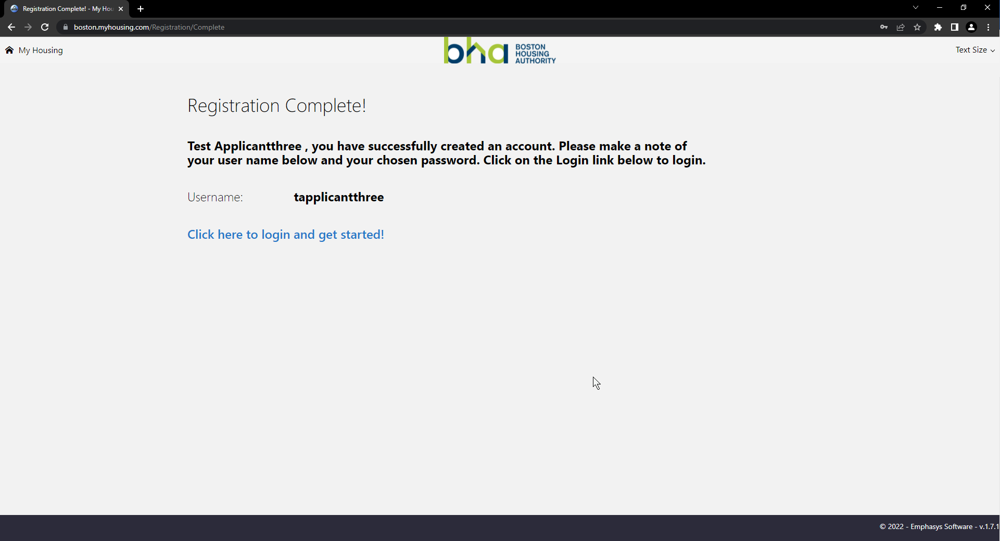 Registration Complete! - My Hou
boston.myhousing.com/Registration/Complete
My Housing
bha BOSTON HOUSING AUTHORITY
Text Size
Registration Complete!
Test Applicantthree , you have successfully created an account. Please make a note of
your user name below and your chosen password. Click on the Login link below to login.
Username: tapplicantthree
Click here to login and get started!
© 2022 - Emphasys Software - v.1.7.1